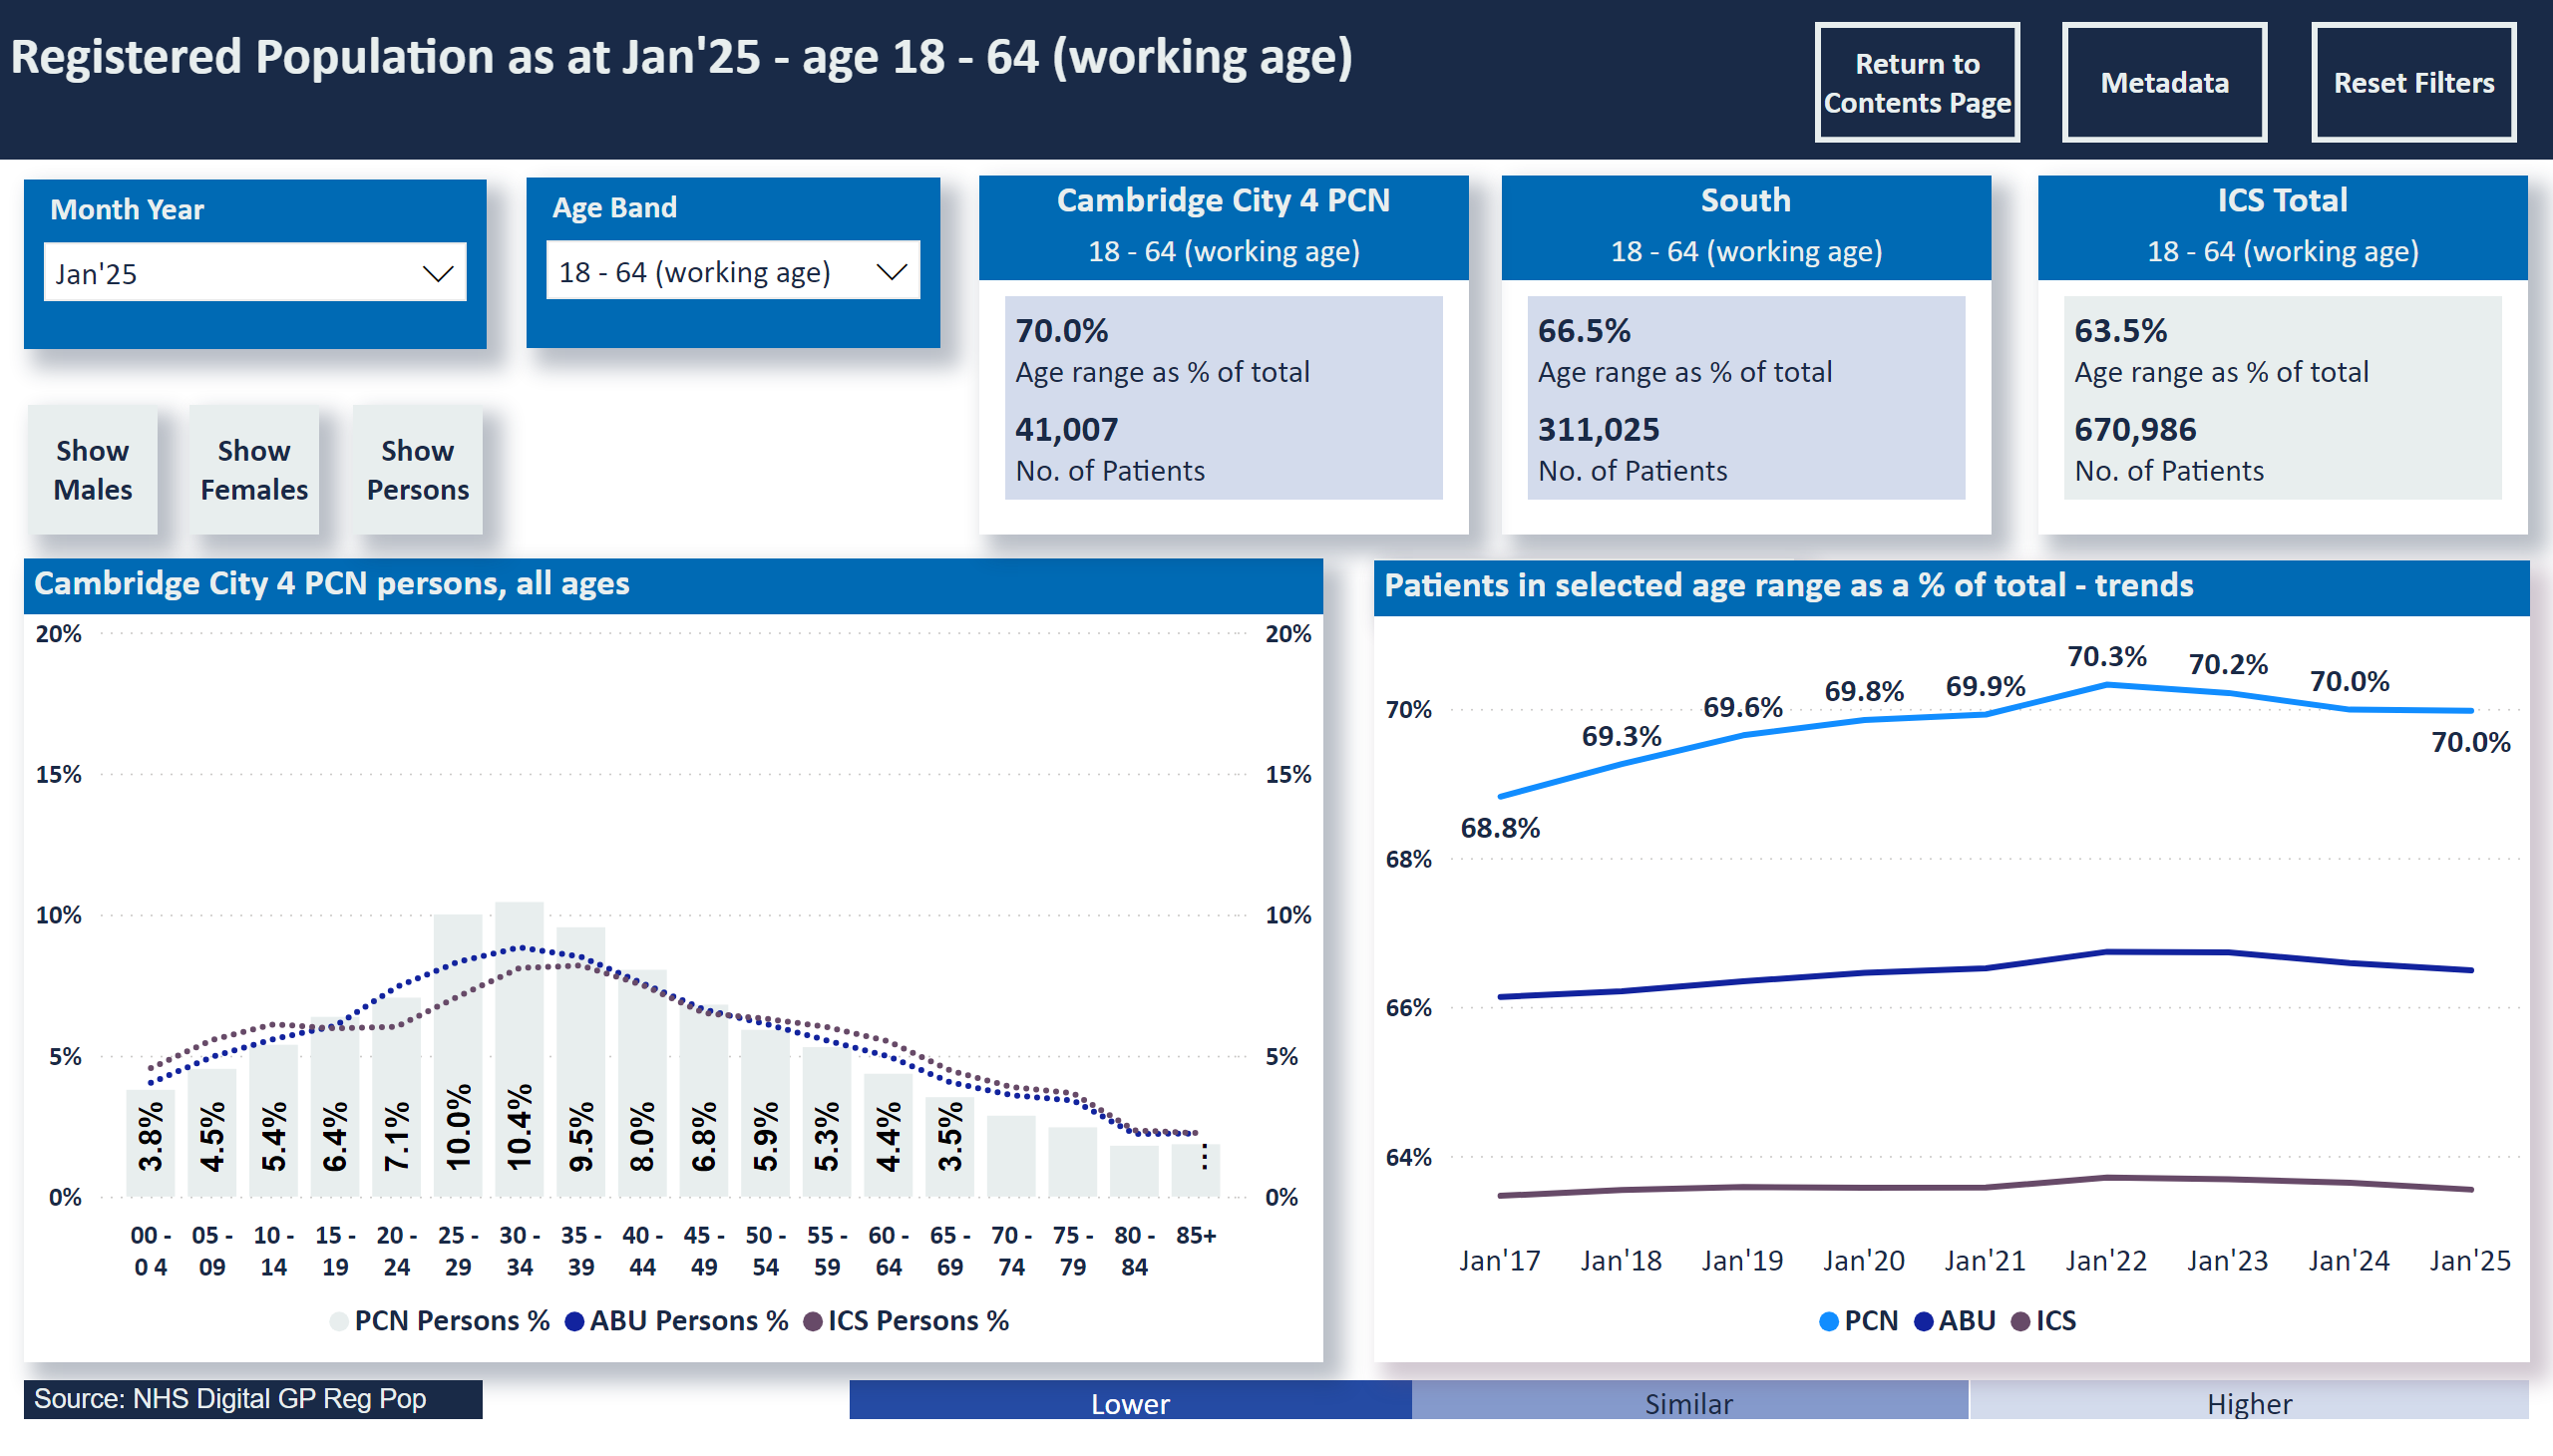 Registered Population as at Jan'25 - age 18 - 64 (working age)
Return to
Contents Page
Metadata
Reset Filters
Month Year
Jan'25
Age Band
18 - 64 (working age)
Cambridge City 4 PCN
18 - 64 (working age)
70.0%
Age range as % of total
41,007
No. of Patients
South
18 - 64 (working age)
66.5%
Age range as % of total
311,025
No. of Patients
ICS Total
18 - 64 (working age)
63.5%
Age range as % of total
670,986
No. of Patients
Show
Males
Show
Females
Show
Persons
Cambridge City 4 PCN persons, all ages
20%
15%
10%
5%
0%
20%
15%
10%
5%
0%
3.8%
4.5%
5.4%
6.4%
7.1%
10.0%
10.4%
9.5%
8.0%
6.8%
5.9%
5.3%
4.4%
3.5%
...
00 -
0 4
05 -
09
10 -
14
15 -
19
20 -
24
25 -
29
30 -
34
35 -
39
40 -
44
45 -
49
50 -
54
55 -
59
60 -
64
65 -
69
70 -
74
75 -
79
80 -
84
85+
PCN Persons % ABU Persons % ICS Persons %
Patients in selected age range as a % of total - trends
70%
68%
66%
64%
68.8%
69.3%
69.6%
69.8%
69.9%
70.3%
70.2%
70.0%
70.0%
Jan'17 Jan'18 Jan'19 Jan'20 Jan'21 Jan'22 Jan'23 Jan'24 Jan'25
PCN ABU ICS
Source: NHS Digital GP Reg Pop
Lower
Similar
Higher